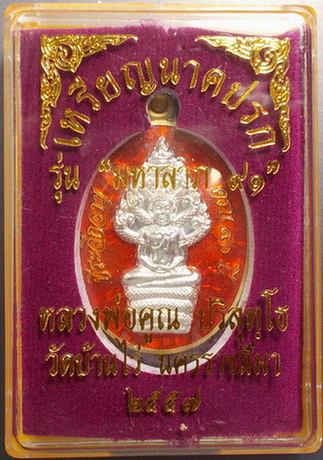 เหรียญนาคปรก
รุ่น "มหาลาภ ๙๑"
หลวงพ่อคูณ ปริสุทฺโธ
วัดบ้านไร่ นครราชสีมา
๒๕๕๗